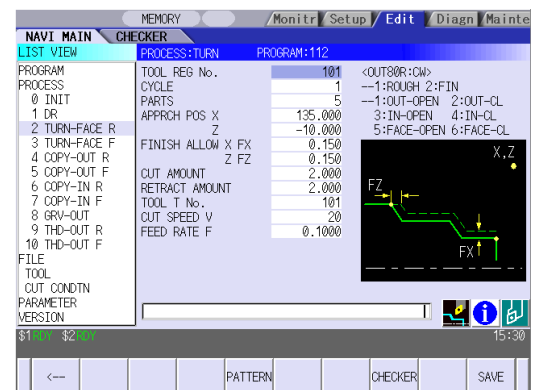 MEMORY Monitr Setup Edit Diagn Mainte
NAVI MAIN CHECKER
LIST VIEW PROCESS:TURN PROGRAM:112
PROGRAM
PROCESS
0 INIT
1 DR
2 TURN-FACE R
3 TURN-FACE F
4 COPY-OUT R
5 COPY-OUT F
6 COPY-IN R
7 COPY-IN F
8 GRV-OUT
9 THD-OUT R
10 THD-OUT F
FILE
TOOL
CUT CONDTN
PARAMETER
VERSION
TOOL REG No. 101
CYCLE 1
PARTS 5
APPRCH POS X 135.000
Z -10.000
FINISH ALLOW X FX 0.150
Z FZ 0.150
CUT AMOUNT 2.000
RETRACT AMOUNT 2.000
TOOL T No. 101
CUT SPEED V 20
FEED RATE F 0.1000
<OUT80R:CW>
--1:ROUGH 2:FIN
--1:OUT-OPEN 2:OUT-CL
3:IN-OPEN 4:IN-CL
5:FACE-OPEN 6:FACE-CL
X,Z
FZ
FX
i
$1 RDY $2 RDY 15:30
<-- PATTERN CHECKER SAVE